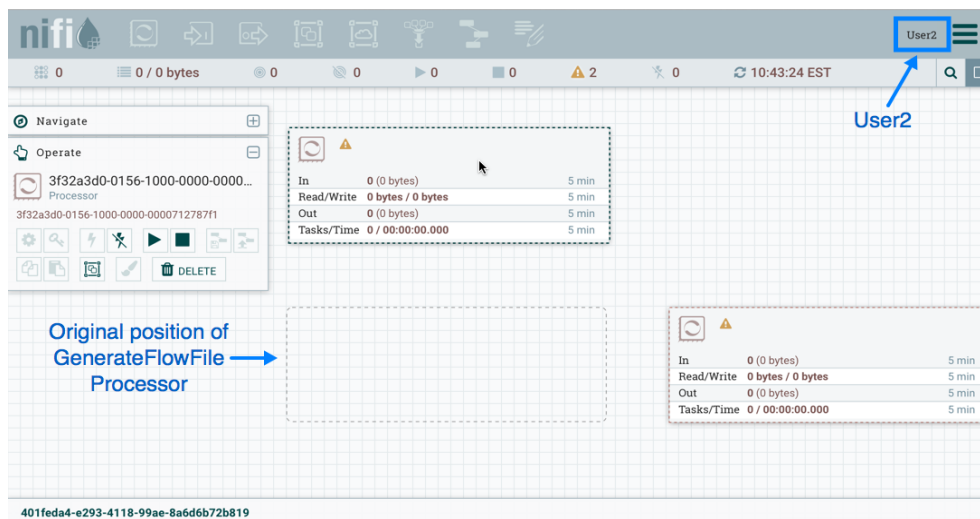 nifi
User2
0
0 / 0 bytes
0
0
0
0
2
0
10:43:24 EST
User2
Navigate
Operate
3f32a3d0-0156-1000-0000-0000...
Processor
3f32a3d0-0156-1000-0000-0000712787f1
DELETE
In 0 (0 bytes) 5 min
Read/Write 0 bytes / 0 bytes 5 min
Out 0 (0 bytes) 5 min
Tasks/Time 0 / 00:00:00.000 5 min
Original position of
GenerateFlowFile
Processor
In 0 (0 bytes) 5 min
Read/Write 0 bytes / 0 bytes 5 min
Out 0 (0 bytes) 5 min
Tasks/Time 0 / 00:00:00.000 5 min
401feda4-e293-4118-99ae-8a6d6b72b819